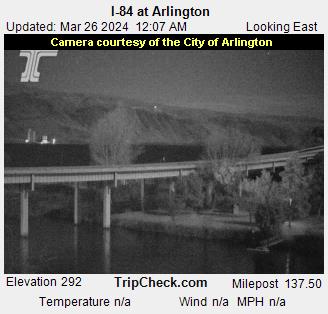 I-84 at Arlington
Updated: Mar 26 2024 12:07 AM Looking East
Camera courtesy of the City of Arlington
Elevation 292 TripCheck.com Milepost 137.50
Temperature n/a Wind n/a MPH n/a